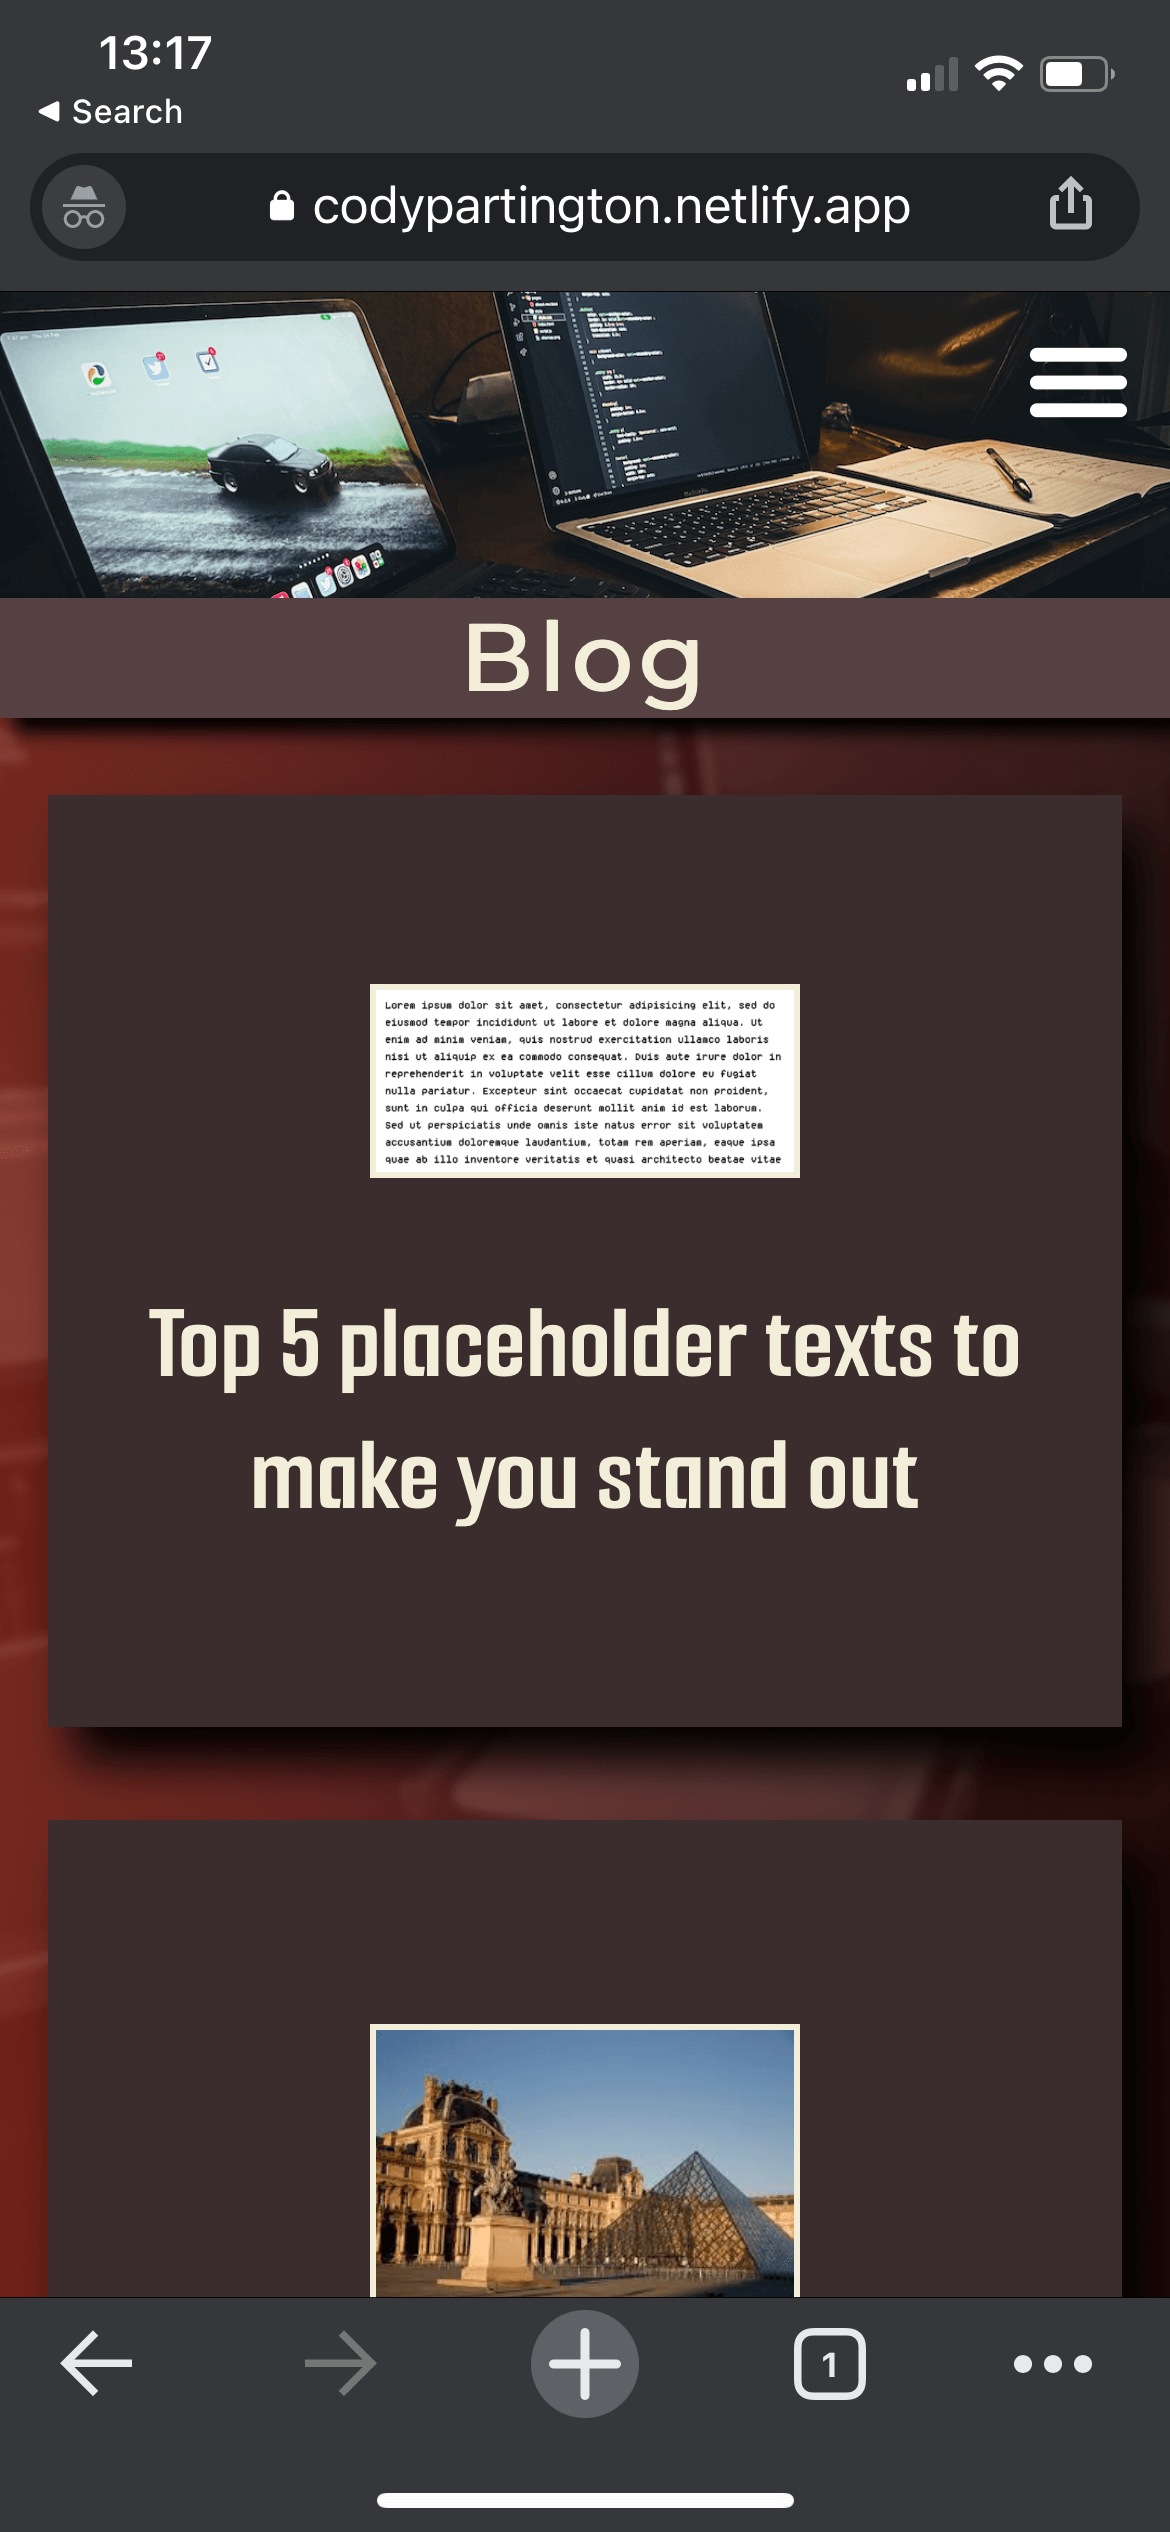 13:17
Search
codypartington.netlify.app
Blog
Lorem ipsum dolor sit amet, consectetur adipisicing elit, sed do
eiusmod tempor incididunt ut labore et dolore magna aliqua. Ut
enim ad minim veniam, quis nostrud exercitation ullamco laboris
nisi ut aliquip ex ea commodo consequat. Duis aute irure dolor in
reprehenderit in voluptate velit esse cillum dolore eu fugiat
nulla pariatur. Excepteur sint occaecat cupidatat non proident,
sunt in culpa qui officia deserunt mollit anim id est laborum.
Sed ut perspiciatis unde omnis iste natus error sit voluptatem
accusantium doloremque laudantium, totam rem aperiam, eaque ipsa
quae ab illo inventore veritatis et quasi architecto beatae vitae
Top 5 placeholder texts to
make you stand out
1